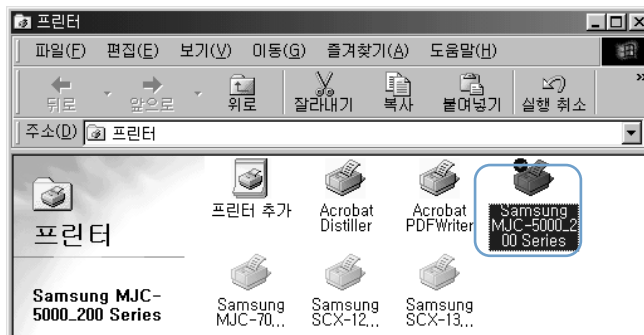 프린터
파일(F) 편집(E) 보기(V) 이동(G) 즐겨찾기(A) 도움말(H)
뒤로 앞으로 위로 잘라내기 복사 붙여넣기 실행 취소
주소(D) 프린터
프린터 추가
Acrobat
Distiller
Acrobat
PDFWriter
Samsung
MJC-5000_2
00 Series
프린터
Samsung MJC-
5000_200 Series
Samsung
MJC-70...
Samsung
SCX-12...
Samsung
SCX-13...